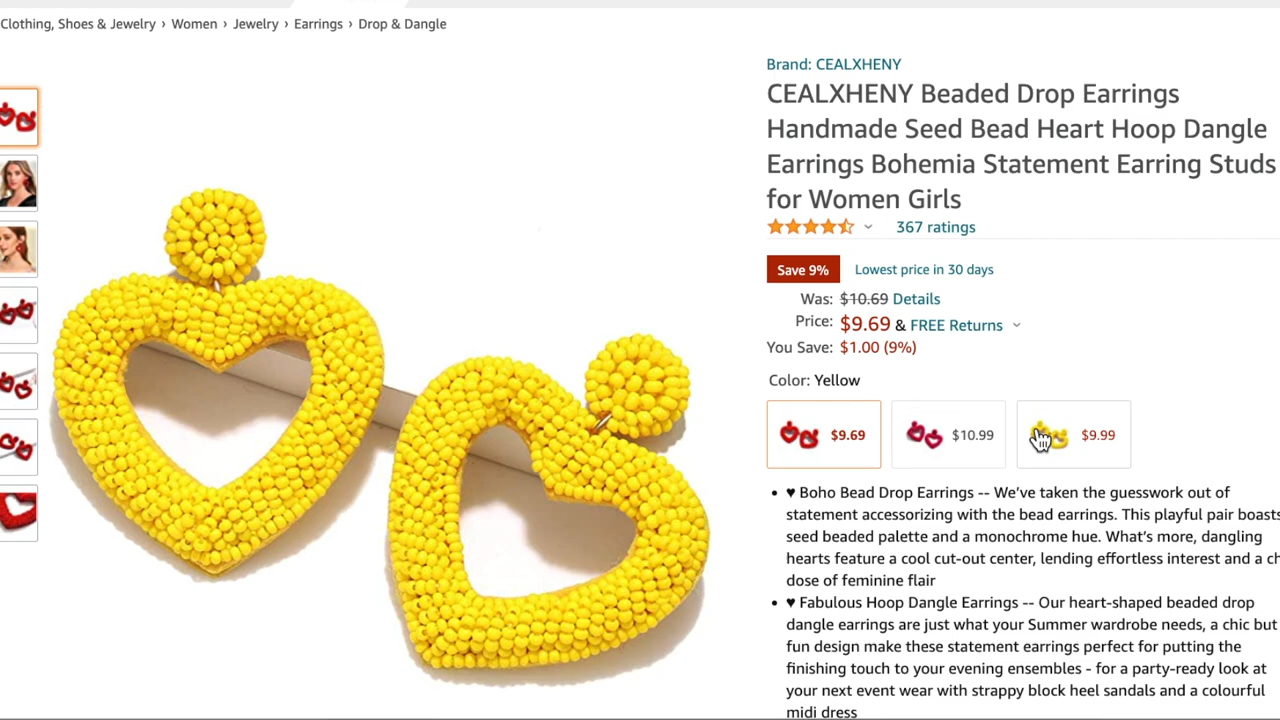 Clothing, Shoes & Jewelry › Women › Jewelry › Earrings › Drop & Dangle
Brand: CEALXHENY
CEALXHENY Beaded Drop Earrings
Handmade Seed Bead Heart Hoop Dangle
Earrings Bohemia Statement Earring Studs
for Women Girls
367 ratings
Save 9% Lowest price in 30 days
Was: $10.69 Details
Price: $9.69 & FREE Returns
You Save: $1.00 (9%)
Color: Yellow
$9.69 $10.99 $9.99
• ♥ Boho Bead Drop Earrings -- We’ve taken the guesswork out of
statement accessorizing with the bead earrings. This playful pair boasts
seed beaded palette and a monochrome hue. What’s more, dangling
hearts feature a cool cut-out center, lending effortless interest and a
dose of feminine flair
• ♥ Fabulous Hoop Dangle Earrings -- Our heart-shaped beaded drop
dangle earrings are just what your Summer wardrobe needs, a chic but
fun design make these statement earrings perfect for putting the
finishing touch to your evening ensembles - for a party-ready look at
your next event wear with strappy block heel sandals and a colourful
midi dress